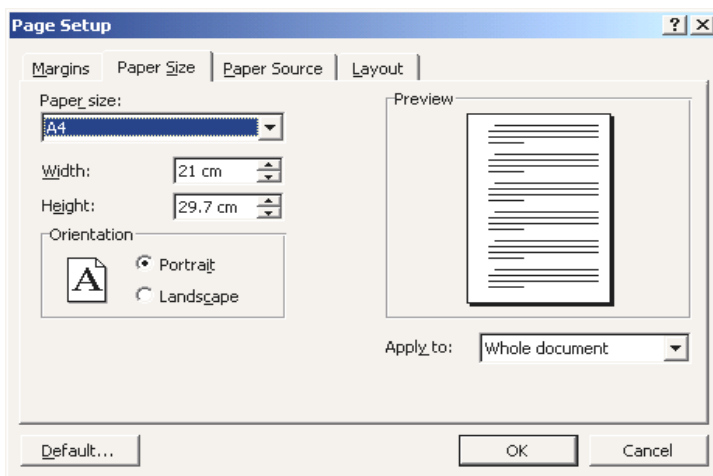 Page Setup
Margins Paper Size Paper Source Layout
Paper size:
A4
Width: 21 cm
Height: 29.7 cm
Orientation
A
Portrait
Landscape
Preview
Apply to: Whole document
Default... OK Cancel